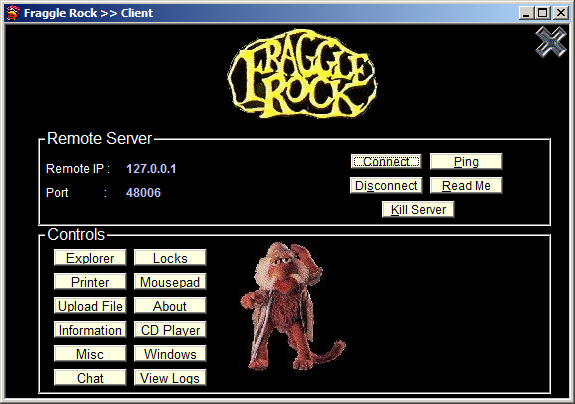 Fraggle Rock >> Client
FRAGGLE
ROCK
Remote Server
Remote IP : 127.0.0.1
Connect Ping
Port : 48006
Disconnect Read Me
Kill Server
Controls
Explorer Locks
Printer Mousepad
Upload File About
Information CD Player
Misc Windows
Chat View Logs